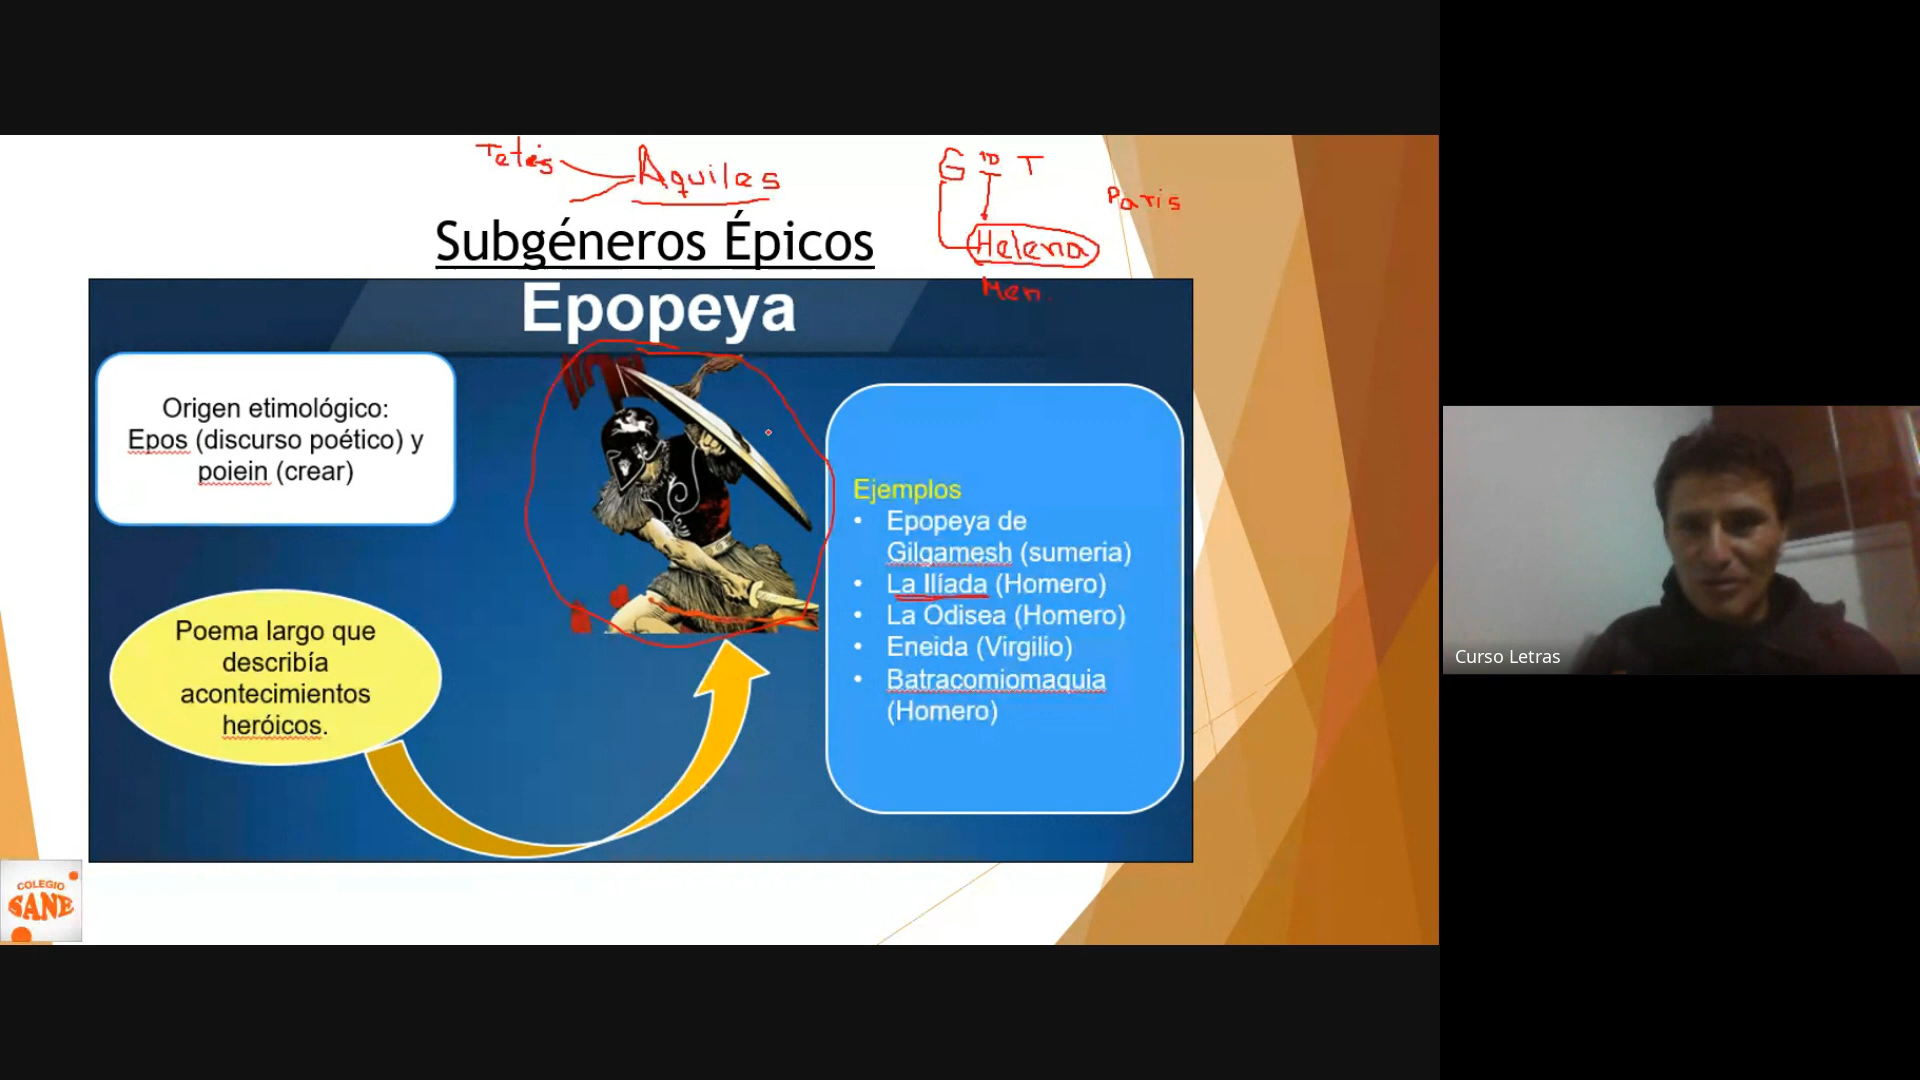 Tetis
Aquiles
G 10 T
Paris
Helena
Men.
Subgéneros Épicos
Epopeya
Origen etimológico:
Epos (discurso poético) y
poiein (crear)
Poema largo que
describía
acontecimientos
heróicos.
Ejemplos
• Epopeya de
Gilgamesh (sumeria)
• La Ilíada (Homero)
• La Odisea (Homero)
• Eneida (Virgilio)
• Batracomiomaquia
(Homero)
COLEGIO
SANE
Curso Letras